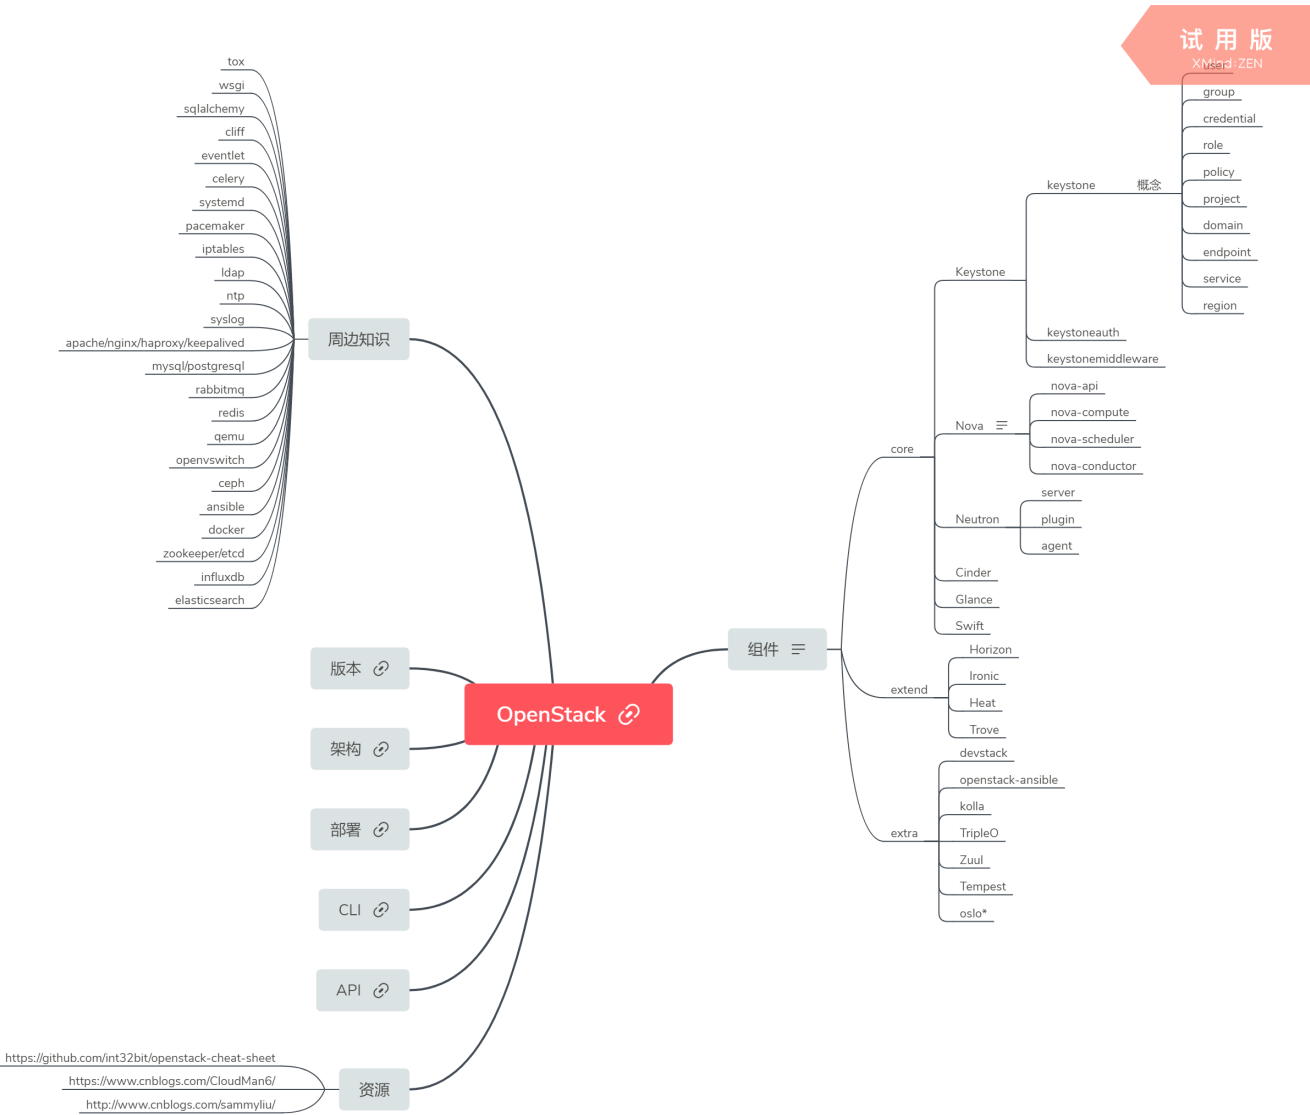 试 用 版
XMind:ZEN
tox
wsgi
sqlalchemy
cliff
eventlet
celery
systemd
pacemaker
iptables
ldap
ntp
syslog
apache/nginx/haproxy/keepalived
mysql/postgresql
rabbitmq
redis
qemu
openvswitch
ceph
ansible
docker
zookeeper/etcd
influxdb
elasticsearch
周边知识
版本
架构
部署
CLI
API
https://github.com/int32bit/openstack-cheat-sheet
https://www.cnblogs.com/CloudMan6/
http://www.cnblogs.com/sammyliu/
资源
OpenStack
组件
core
Keystone
keystone
概念
user
group
credential
role
policy
project
domain
endpoint
service
region
keystoneauth
keystonemiddleware
Nova
nova-api
nova-compute
nova-scheduler
nova-conductor
Neutron
server
plugin
agent
Cinder
Glance
Swift
extend
Horizon
Ironic
Heat
Trove
extra
devstack
openstack-ansible
kolla
TripleO
Zuul
Tempest
oslo*